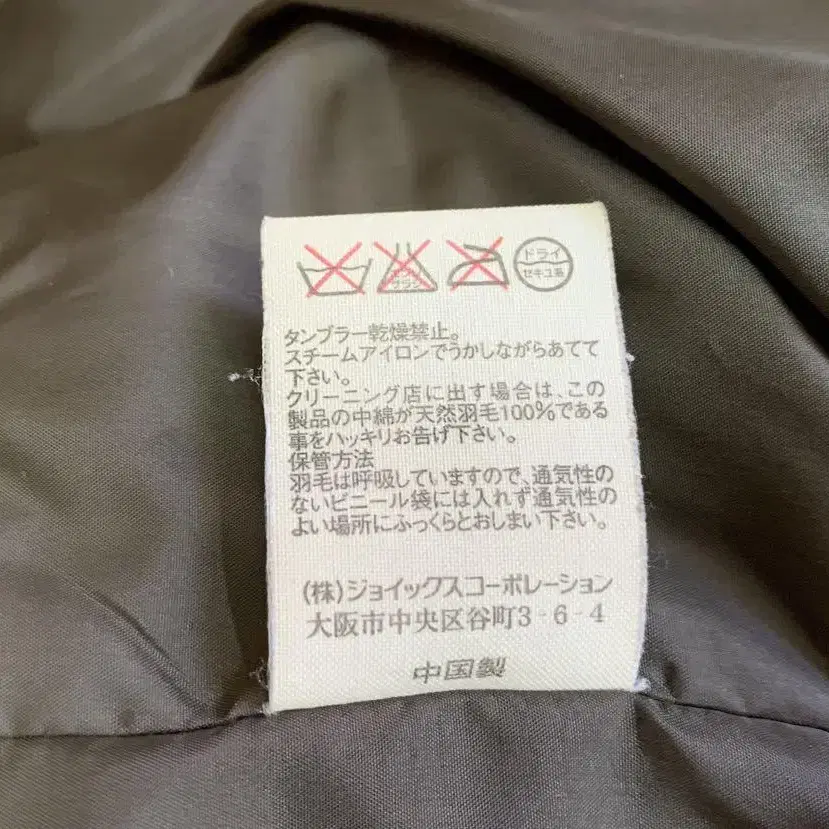 ドライ
セキユ系
エンソ
サラシ
タンブラー乾燥禁止。
スチームアイロンでうかしながらあてて
下さい。
クリーニング店に出す場合は、この
製品の中綿が天然羽毛100%である
事をハッキリお告げ下さい。
保管方法
羽毛は呼吸していますので、通気性の
ないビニール袋には入れず通気性の
よい場所にふっくらとおしまい下さい。
(株)ジョイックスコーポレーション
大阪市中央区谷町3-6-4
中国製